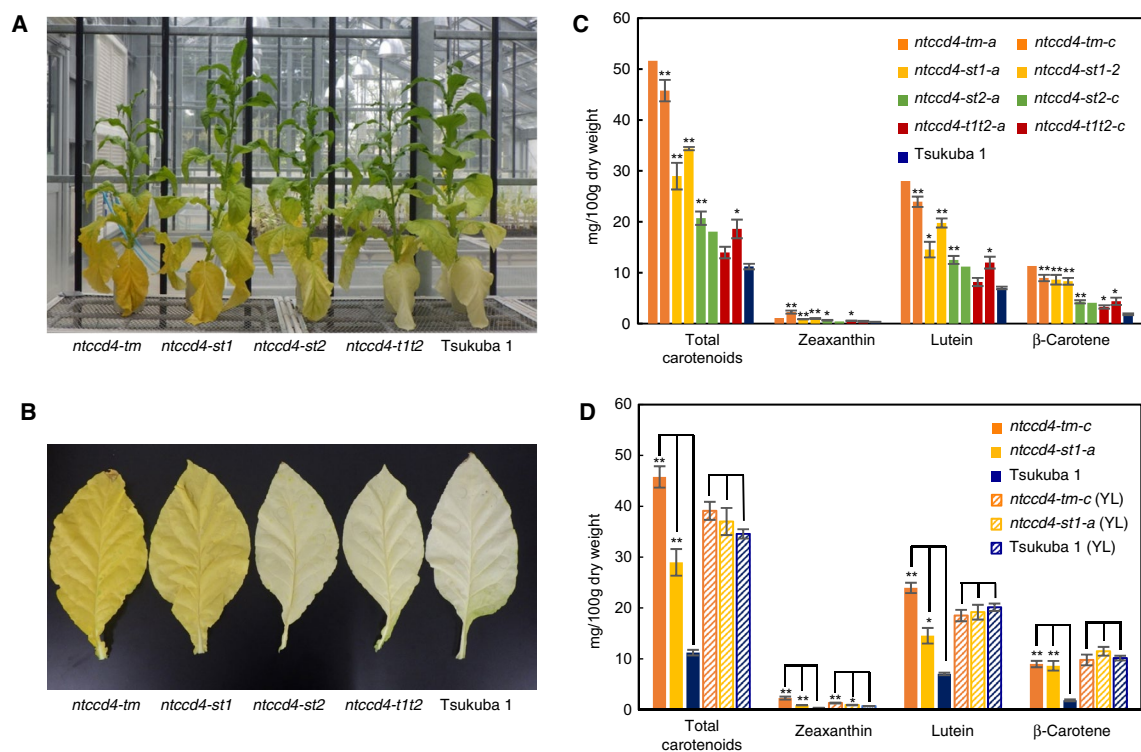 A
ntccd4-tm ntccd4-st1 ntccd4-st2 ntccd4-t1t2 Tsukuba 1
B
ntccd4-tm ntccd4-st1 ntccd4-st2 ntccd4-t1t2 Tsukuba 1
C
60
50
40
30
20
10
0
mg/100g dry weight
ntccd4-tm-a ntccd4-tm-c
ntccd4-st1-a ntccd4-st1-2
ntccd4-st2-a ntccd4-st2-c
ntccd4-t1t2-a ntccd4-t1t2-c
Tsukuba 1
** ** ** ** *
** ** ** * *
** * ** ** *
** ** ** ** * *
Total
carotenoids
Zeaxanthin
Lutein
β-Carotene
D
60
50
40
30
20
10
0
mg/100g dry weight
ntccd4-tm-c
ntccd4-st1-a
Tsukuba 1
ntccd4-tm-c (YL)
ntccd4-st1-a (YL)
Tsukuba 1 (YL)
** **
** ** ** *
** *
** **
Total
carotenoids
Zeaxanthin
Lutein
β-Carotene